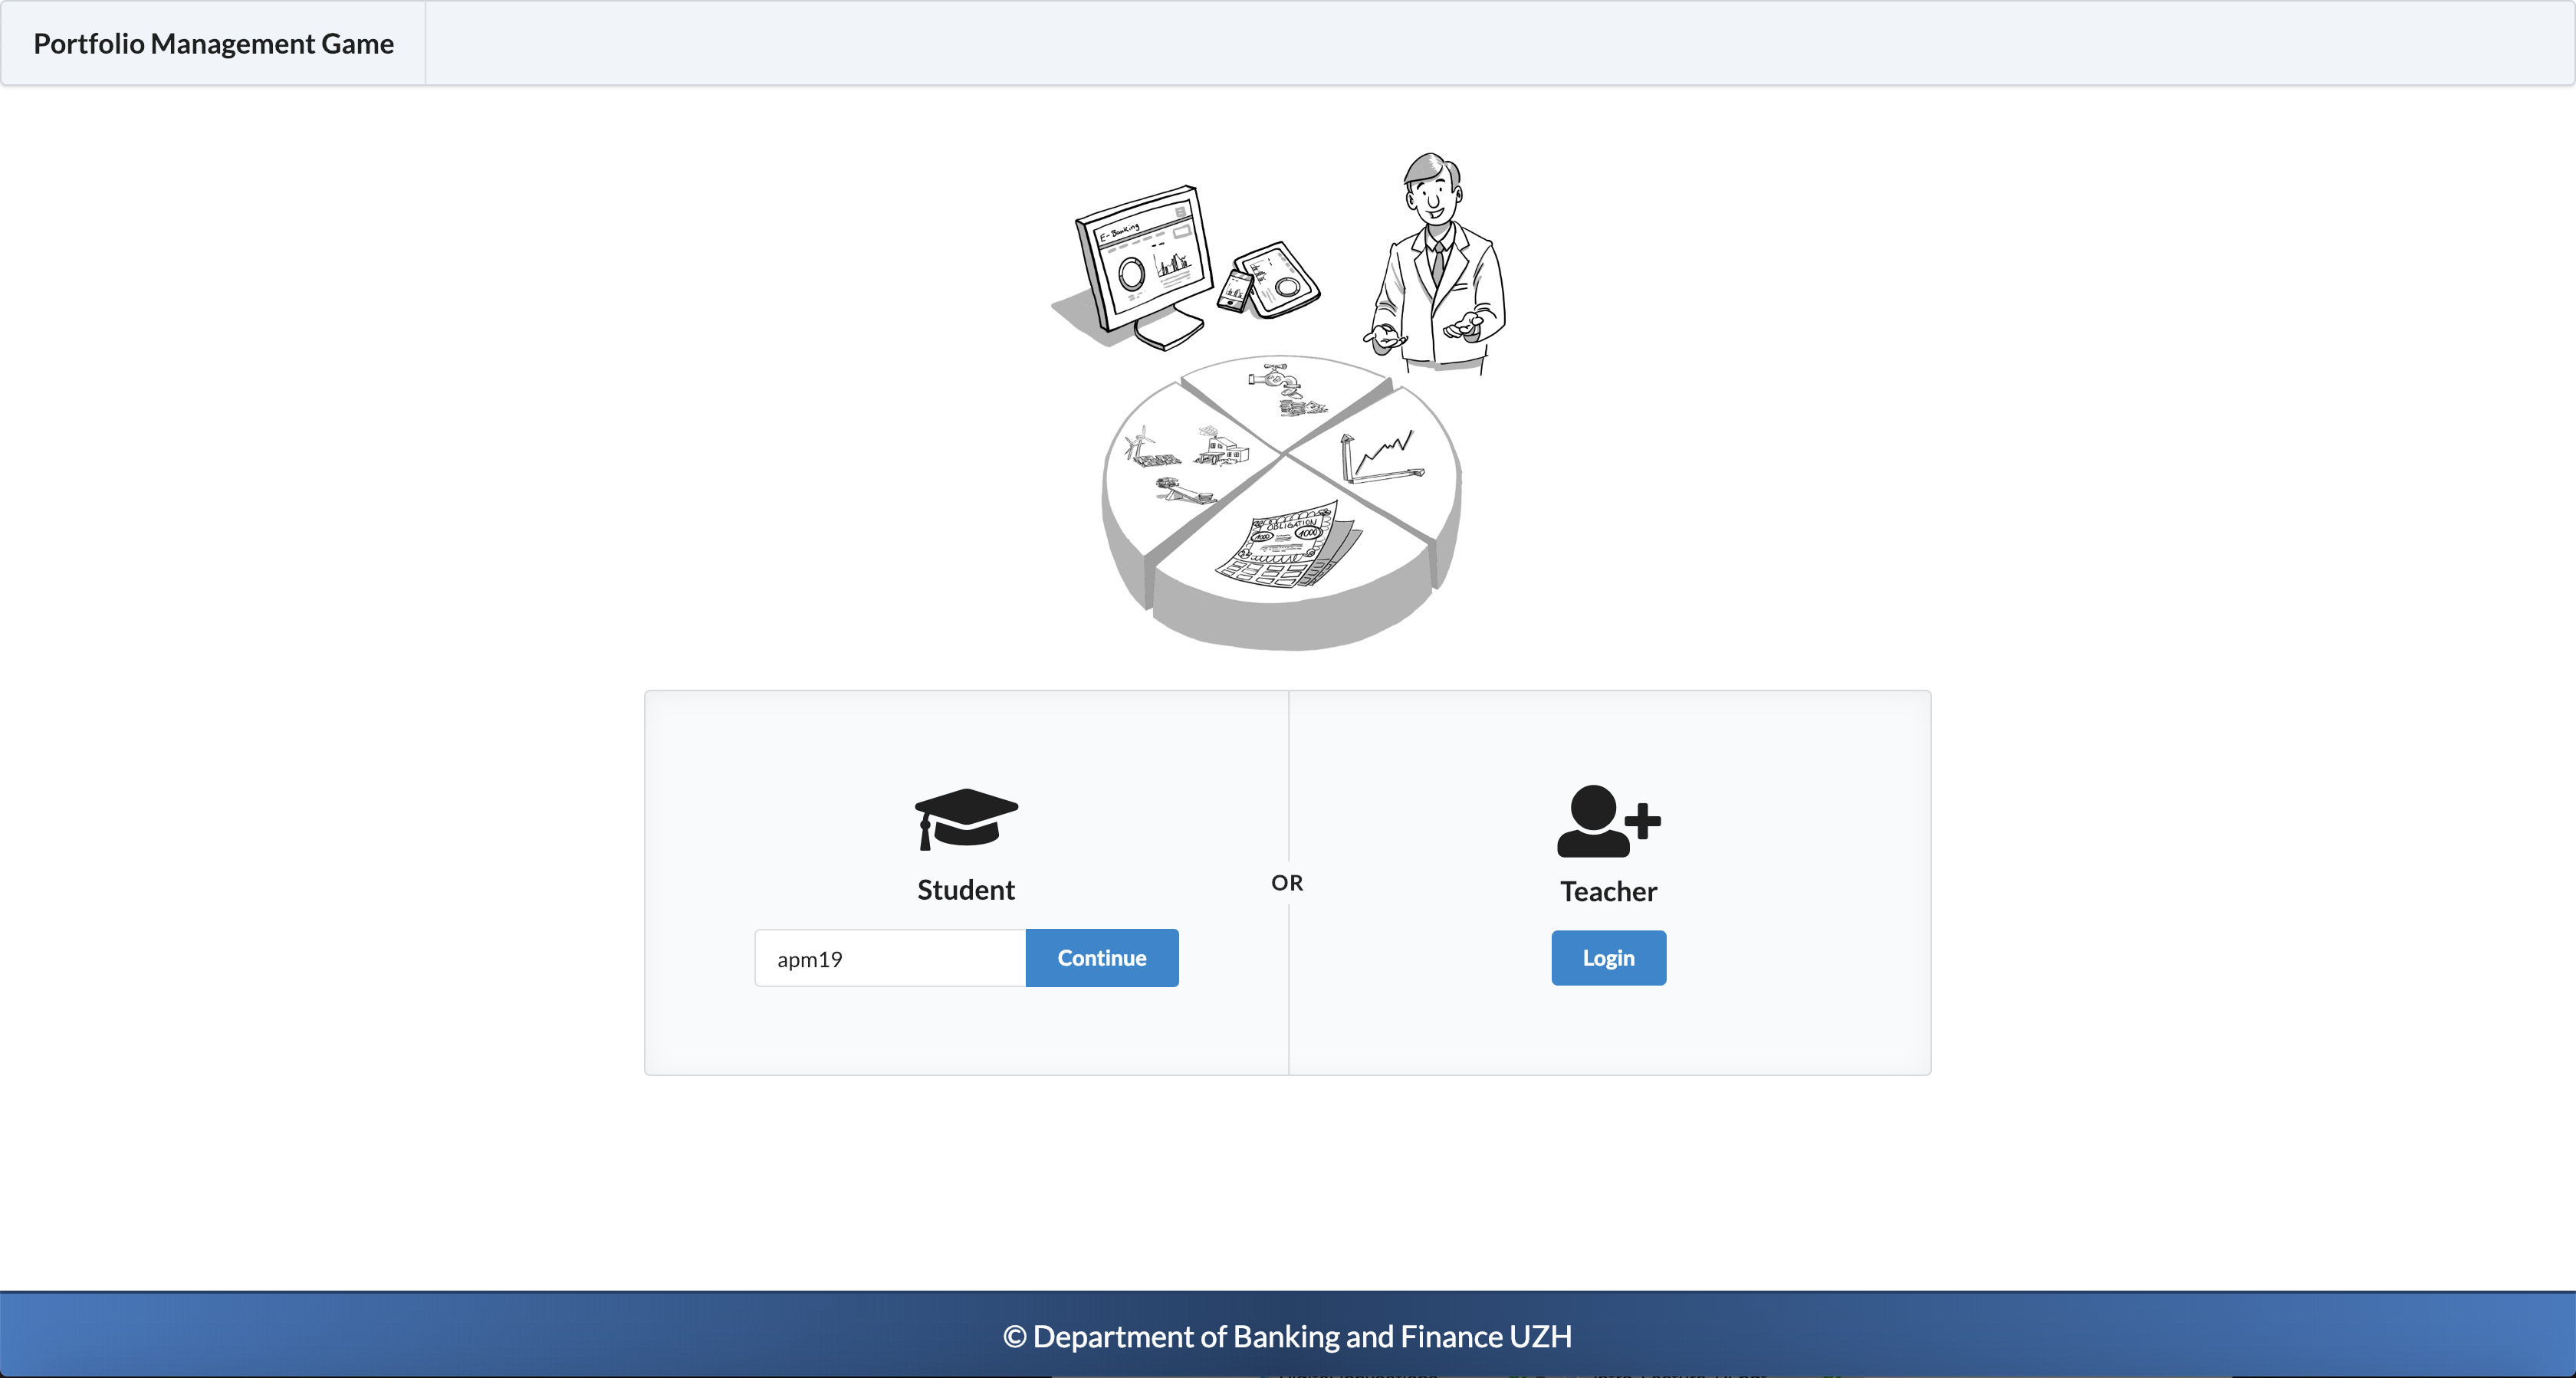 Portfolio Management Game
E-Banking
OBLIGATION
1000
1000
Student
OR
Teacher
apm19
Continue
Login
© Department of Banking and Finance UZH